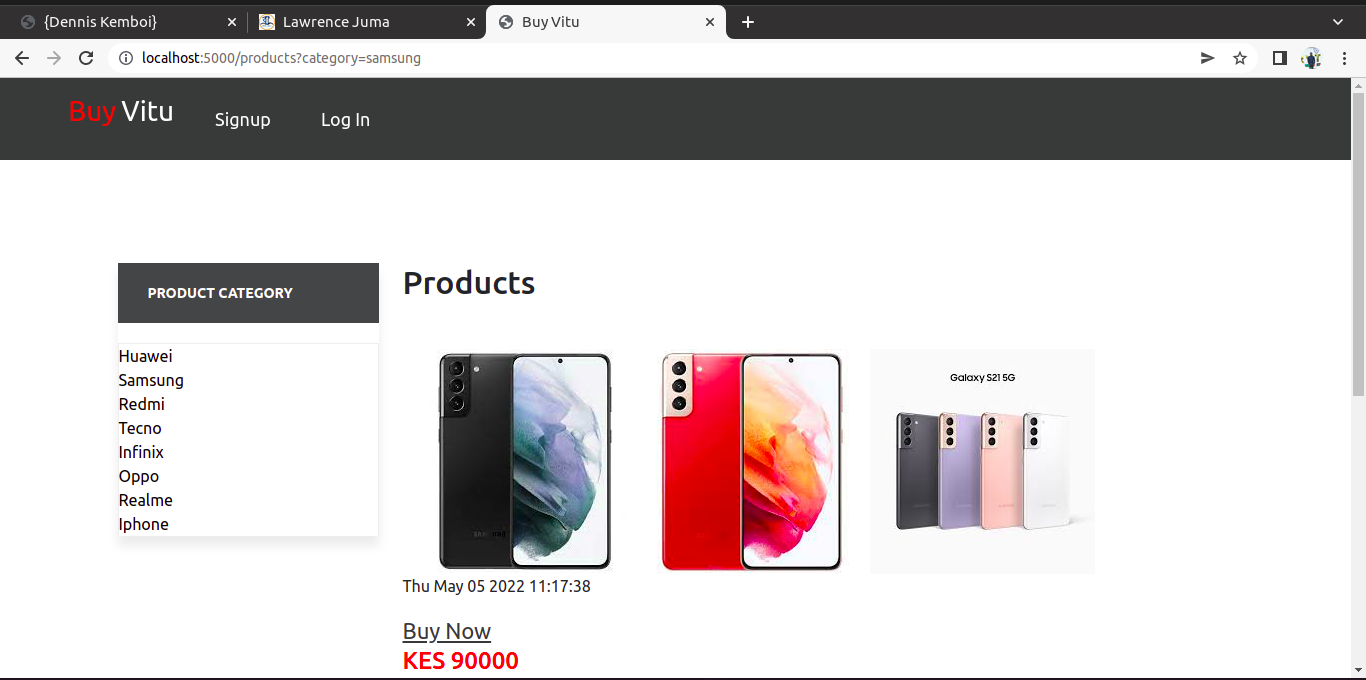 {Dennis Kemboi}
Lawrence Juma
Buy Vitu
localhost:5000/products?category=samsung
Buy Vitu
Signup
Log In
PRODUCT CATEGORY
Huawei
Samsung
Redmi
Tecno
Infinix
Oppo
Realme
Iphone
Products
SAMSUNG
Galaxy S21 5G
Thu May 05 2022 11:17:38
Buy Now
KES 90000